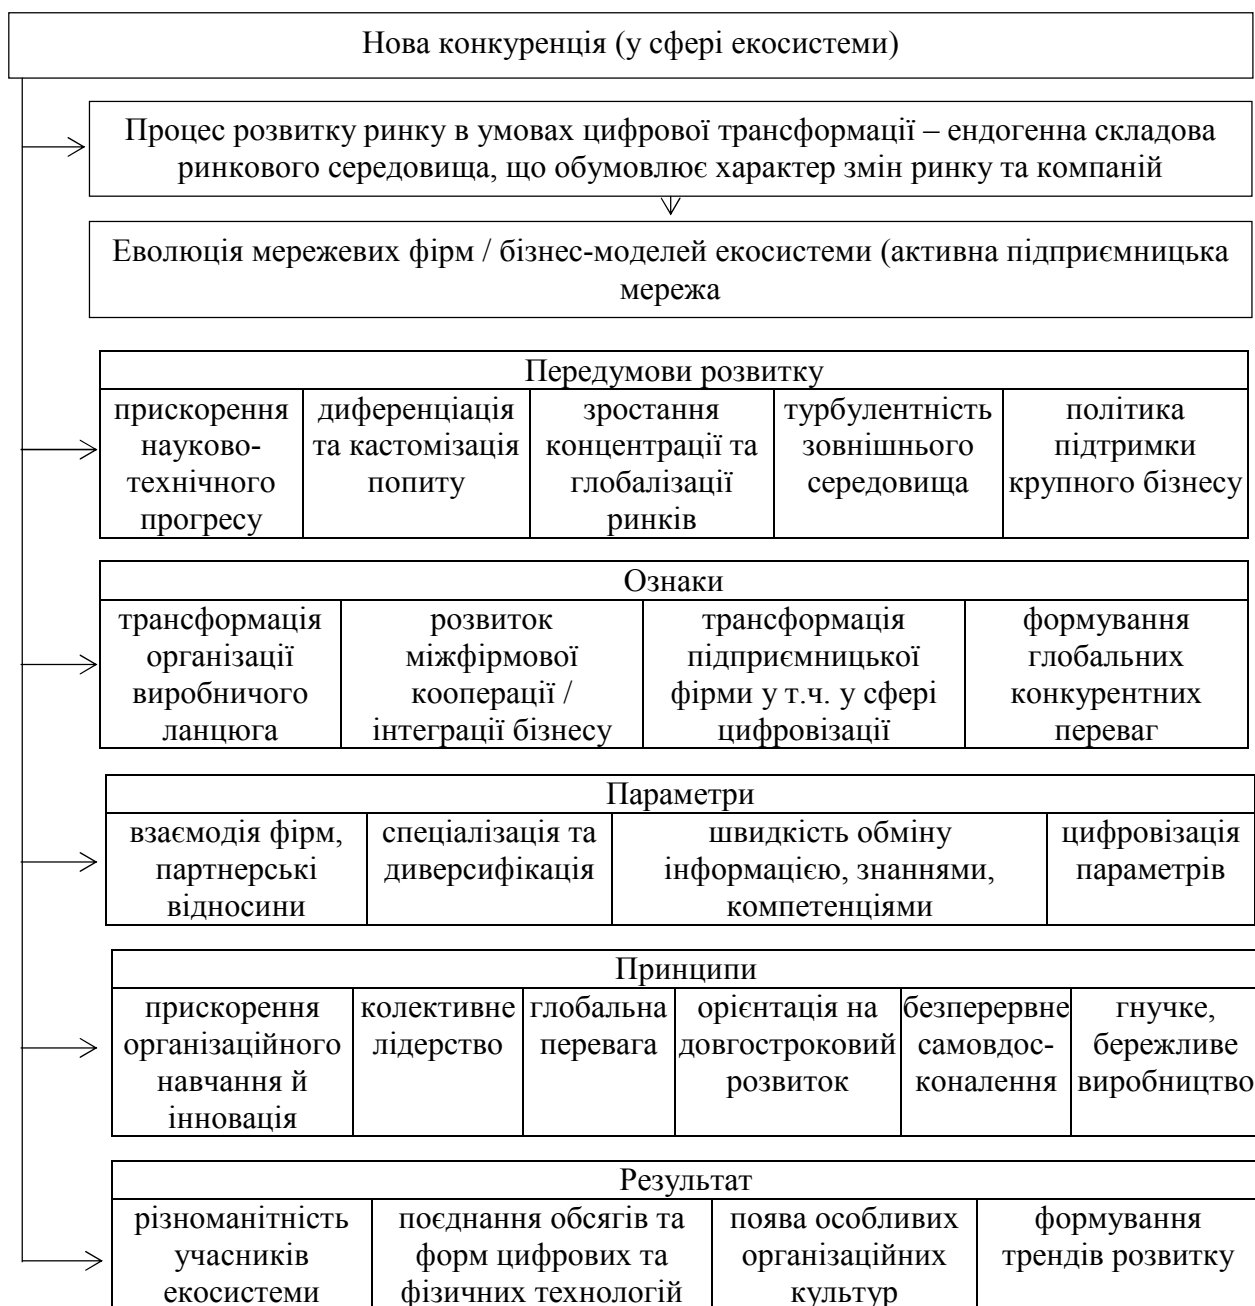 Нова конкуренція (у сфері екосистеми)
Процес розвитку ринку в умовах цифрової трансформації – ендогенна складова
ринкового середовища, що обумовлює характер змін ринку та компаній
Еволюція мережевих фірм / бізнес-моделей екосистеми (активна підприємницька
мережа
Передумови розвитку
прискорення
науково-
технічного
прогресу
диференціація
та кастомізація
попиту
зростання
концентрації та
глобалізації
ринків
турбулентність
зовнішнього
середовища
політика
підтримки
крупного бізнесу
Ознаки
трансформація
організації
виробничого
ланцюга
розвиток
міжфірмової
кооперації /
інтеграції бізнесу
трансформація
підприємницької
фірми у т.ч. у сфері
цифровізації
формування
глобальних
конкурентних
переваг
Параметри
взаємодія фірм,
партнерські
відносини
спеціалізація та
диверсифікація
швидкість обміну
інформацією, знаннями,
компетенціями
цифровізація
параметрів
Принципи
прискорення
організаційного
навчання й
інновація
колективне
лідерство
глобальна
перевага
орієнтація на
довгостроковий
розвиток
безперервне
самовдос-
коналення
гнучке,
бережливе
виробництво
Результат
різноманітність
учасників
екосистеми
поєднання обсягів та
форм цифрових та
фізичних технологій
поява особливих
організаційних
культур
формування
трендів розвитку